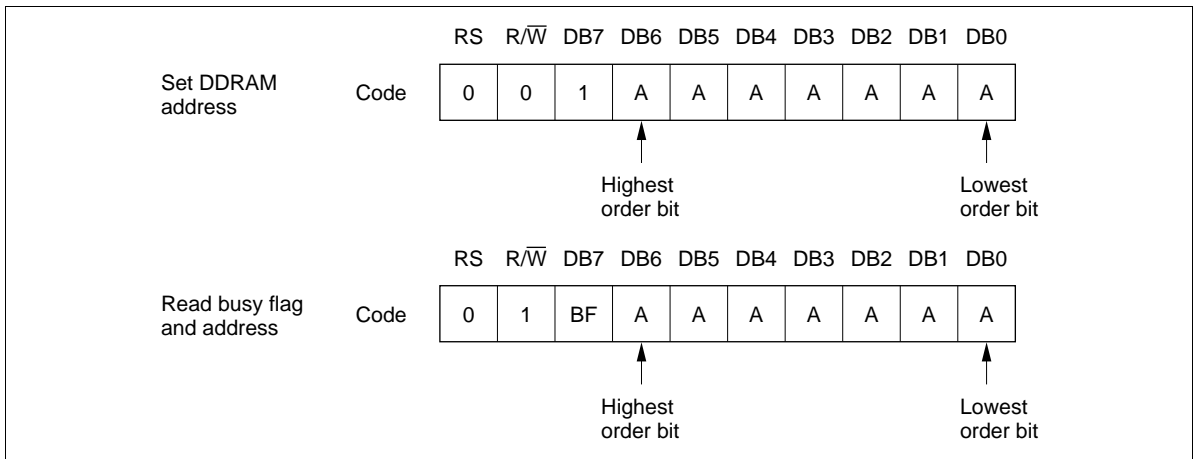 RS R/W̅ DB7 DB6 DB5 DB4 DB3 DB2 DB1 DB0
Set DDRAM
address
Code 0 0 1 A A A A A A A
Highest
order bit
Lowest
order bit
RS R/W̅ DB7 DB6 DB5 DB4 DB3 DB2 DB1 DB0
Read busy flag
and address
Code 0 1 BF A A A A A A A
Highest
order bit
Lowest
order bit